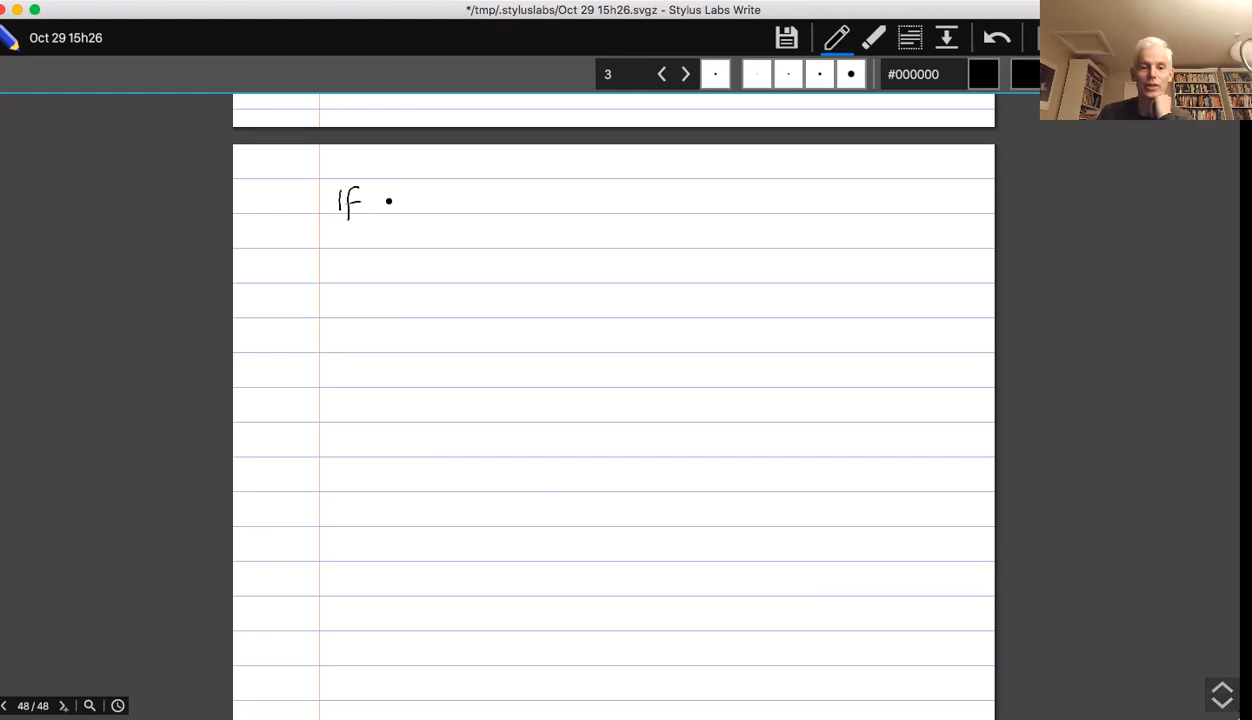 */tmp/.styluslabs/Oct 29 15h26.svgz - Stylus Labs Write
Oct 29 15h26
3
#000000
If
48 / 48